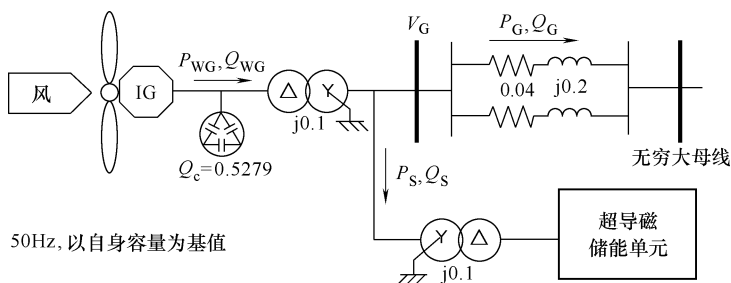 V_G
P_G, Q_G
P_WG, Q_WG
风
IG
Δ
Y
j0.1
0.04
j0.2
Q_c=0.5279
无穷大母线
P_S, Q_S
50Hz, 以自身容量为基值
Y
Δ
j0.1
超导磁
储能单元